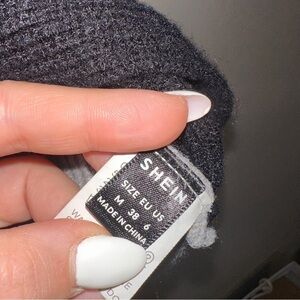 SHEIN
SIZE EU US
M 38 6
MADE IN CHINA